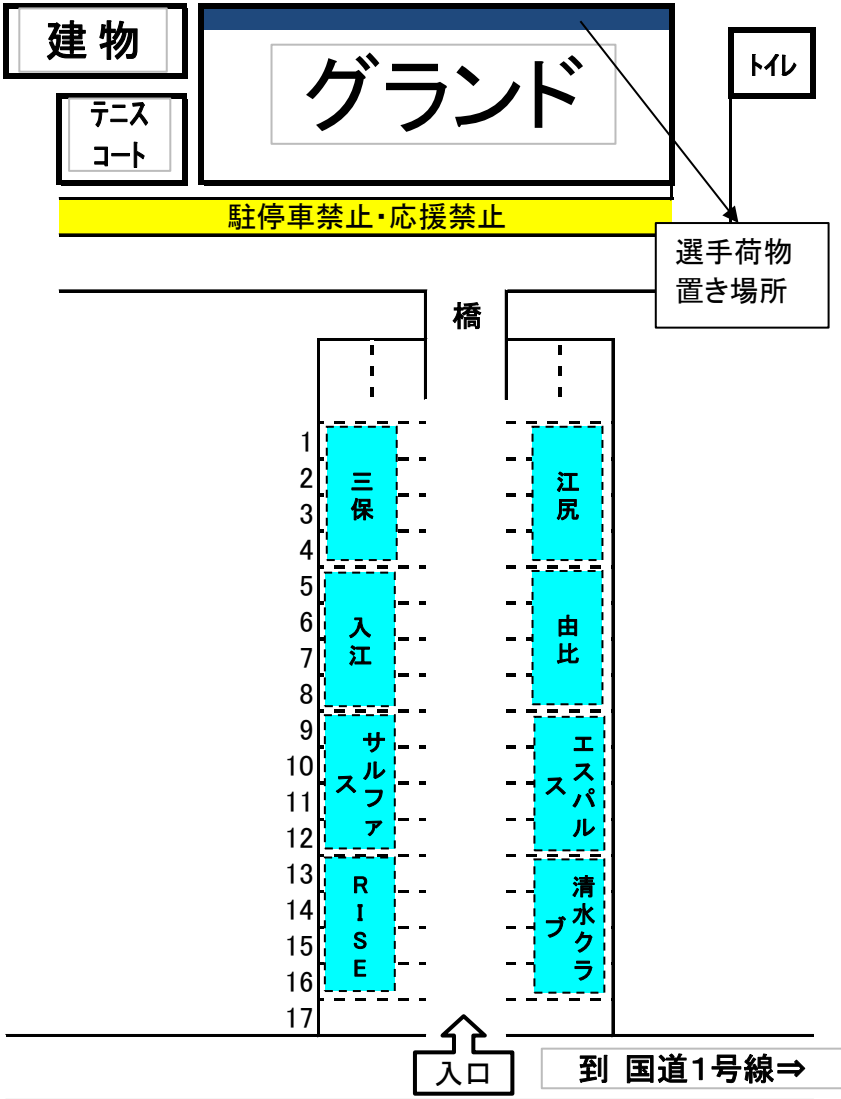 建物
グランド
トイレ
テニス
コート
駐停車禁止・応援禁止
選手荷物
置き場所
橋
1
2
3
4
5
6
7
8
9
10
11
12
13
14
15
16
17
三保
江尻
入江
由比
サルファス
エスパルス
RISE
清水クラブ
入口
到 国道1号線⇒